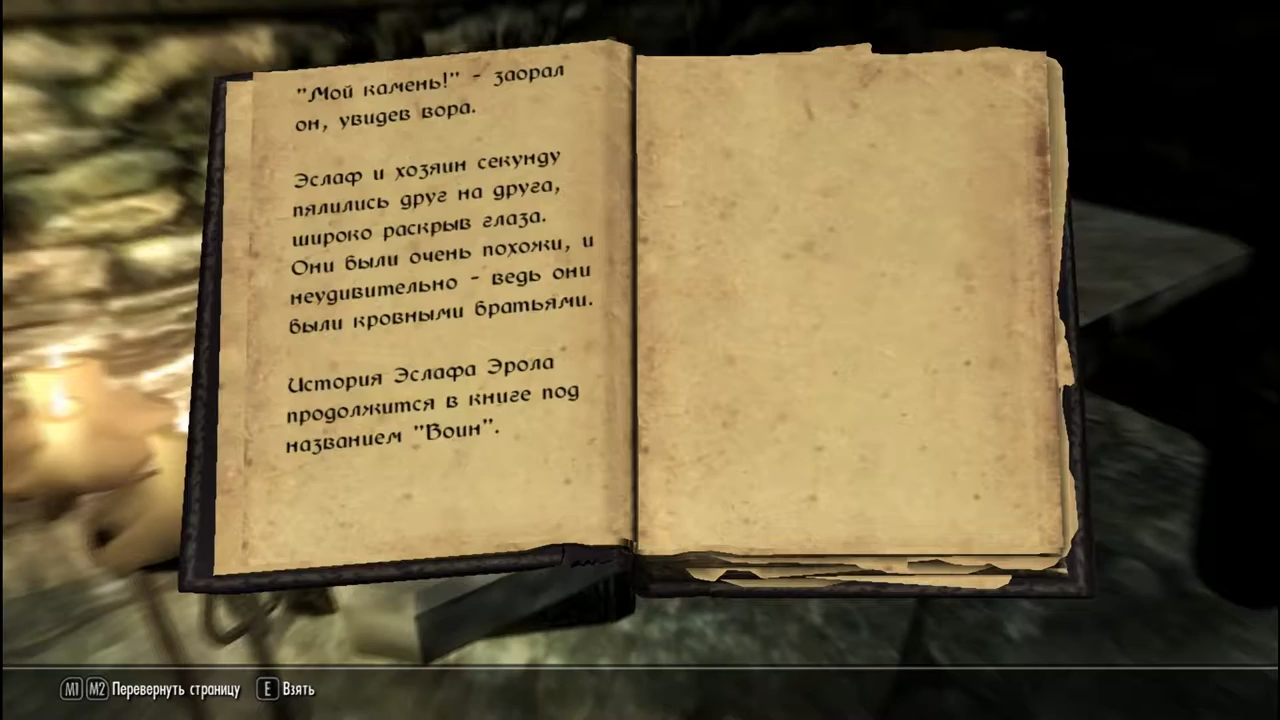 "Мой камень!" - заорал
он, увидев вора.
Эслаф и хозяин секунду
пялились друг на друга,
широко раскрыв глаза.
Они были очень похожи, и
неудивительно - ведь они
были кровными братьями.
История Эслафа Эрола
продолжится в книге под
названием "Воин".
M1 M2 Перевернуть страницу E Взять